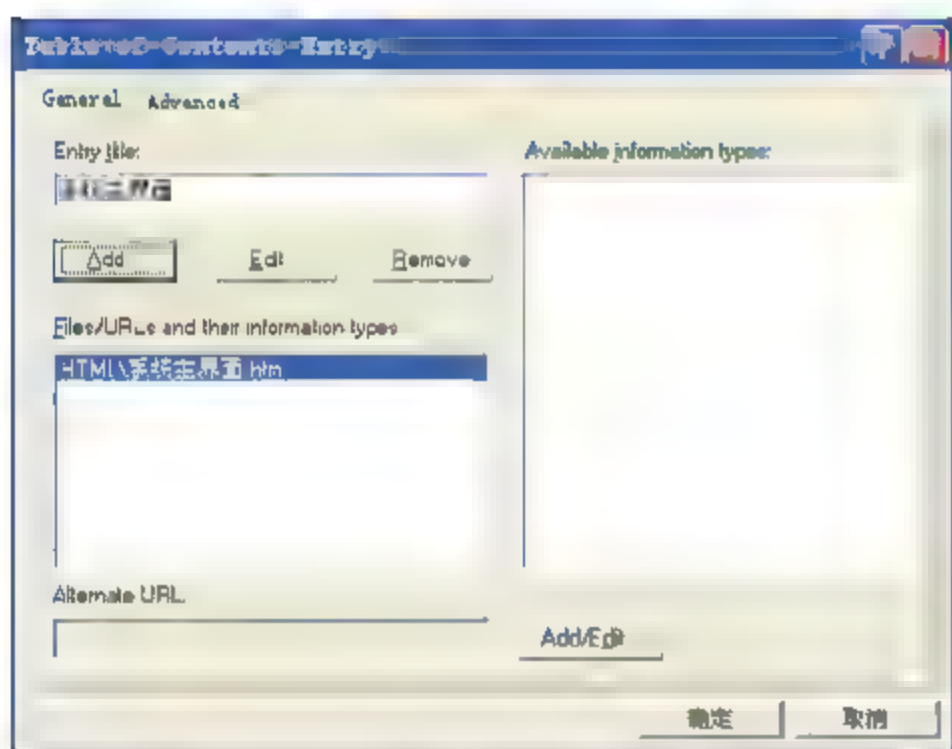 Table of Contents Entry
General Advanced
Entry title:
Available information types:
Add Edit Remove
Files/URLs and their information types
HTML\系统主界面.htm
Alternate URL
Add/Edit
确定 取消